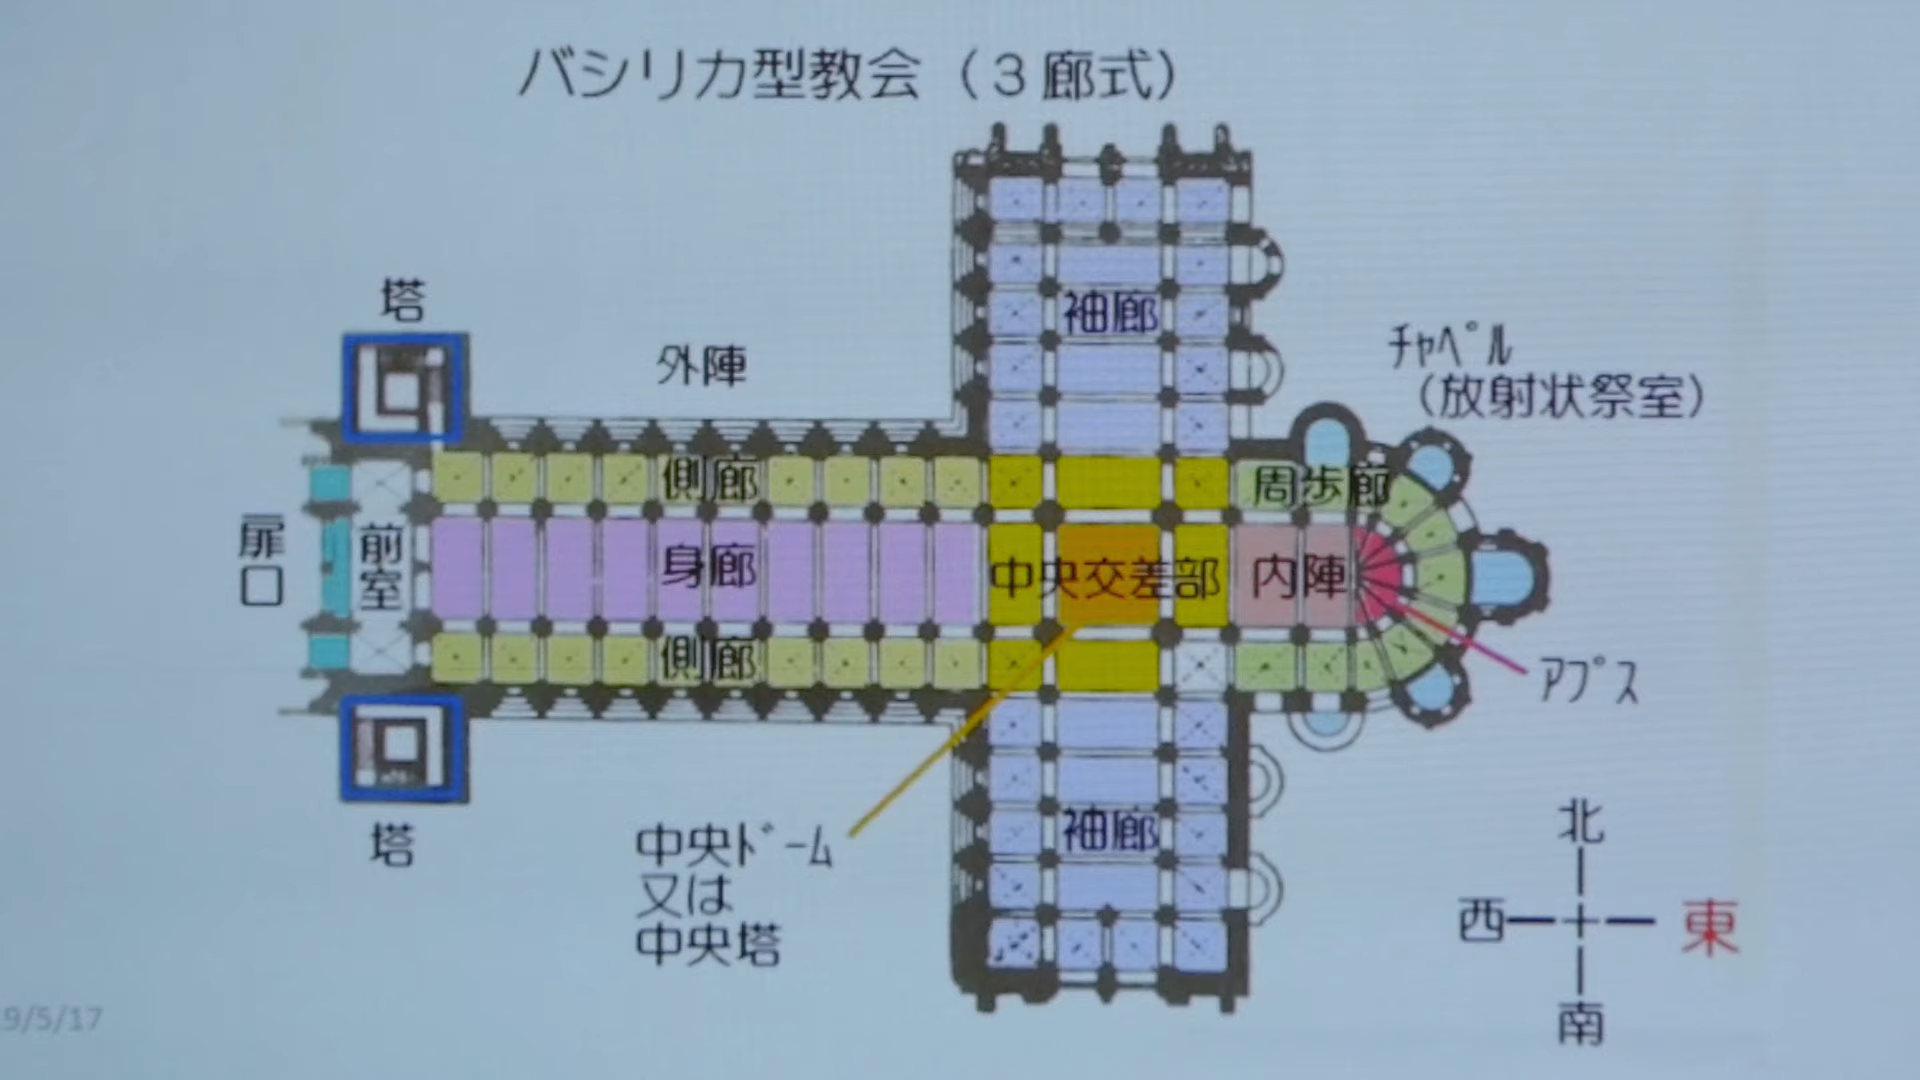 バシリカ型教会（３廊式）
塔
外陣
袖廊
ﾁｬﾍﾟﾙ
（放射状祭室）
側廊
周歩廊
扉口
前室
身廊
中央交差部
内陣
側廊
ｱﾌﾟｽ
塔
中央ﾄﾞｰﾑ
又は
中央塔
袖廊
北
西
東
南
9/5/17